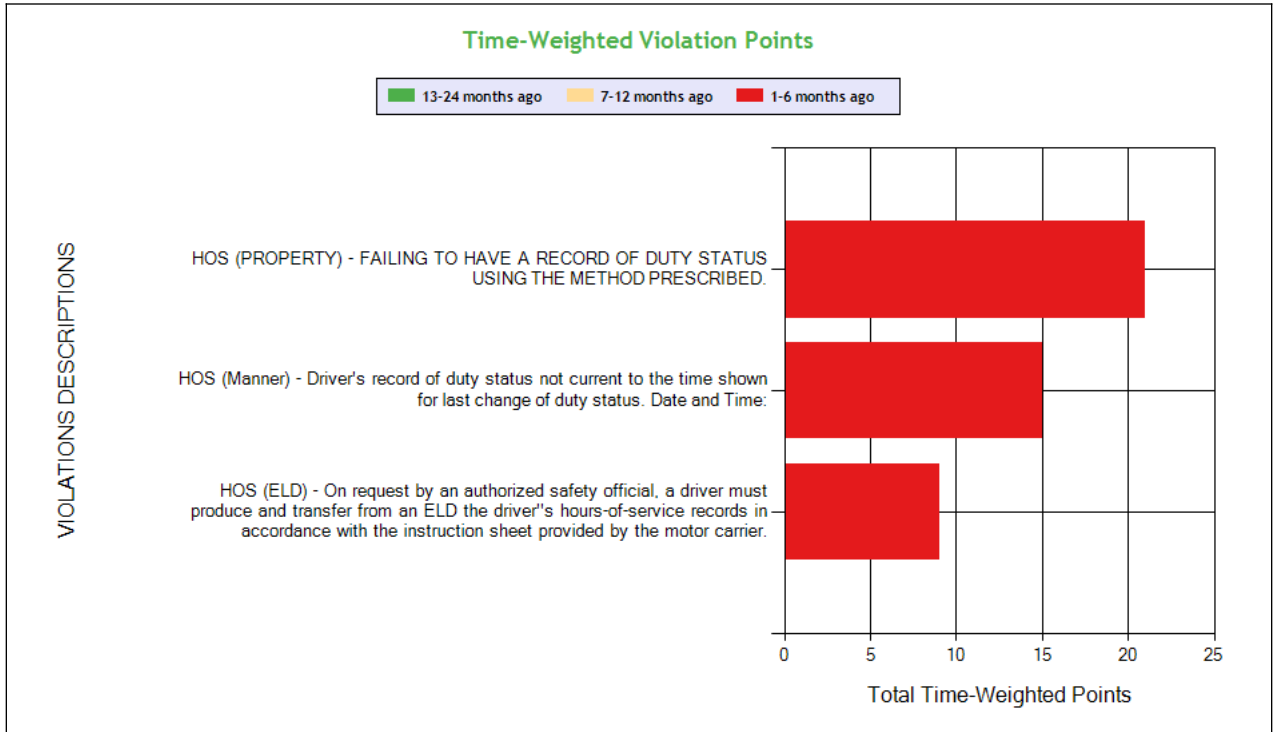 Time-Weighted Violation Points
13-24 months ago 7-12 months ago 1-6 months ago
VIOLATIONS DESCRIPTIONS
HOS (PROPERTY) - FAILING TO HAVE A RECORD OF DUTY STATUS
USING THE METHOD PRESCRIBED.
HOS (Manner) - Driver's record of duty status not current to the time shown
for last change of duty status. Date and Time:
HOS (ELD) - On request by an authorized safety official, a driver must
produce and transfer from an ELD the driver''s hours-of-service records in
accordance with the instruction sheet provided by the motor carrier.
0 5 10 15 20 25
Total Time-Weighted Points